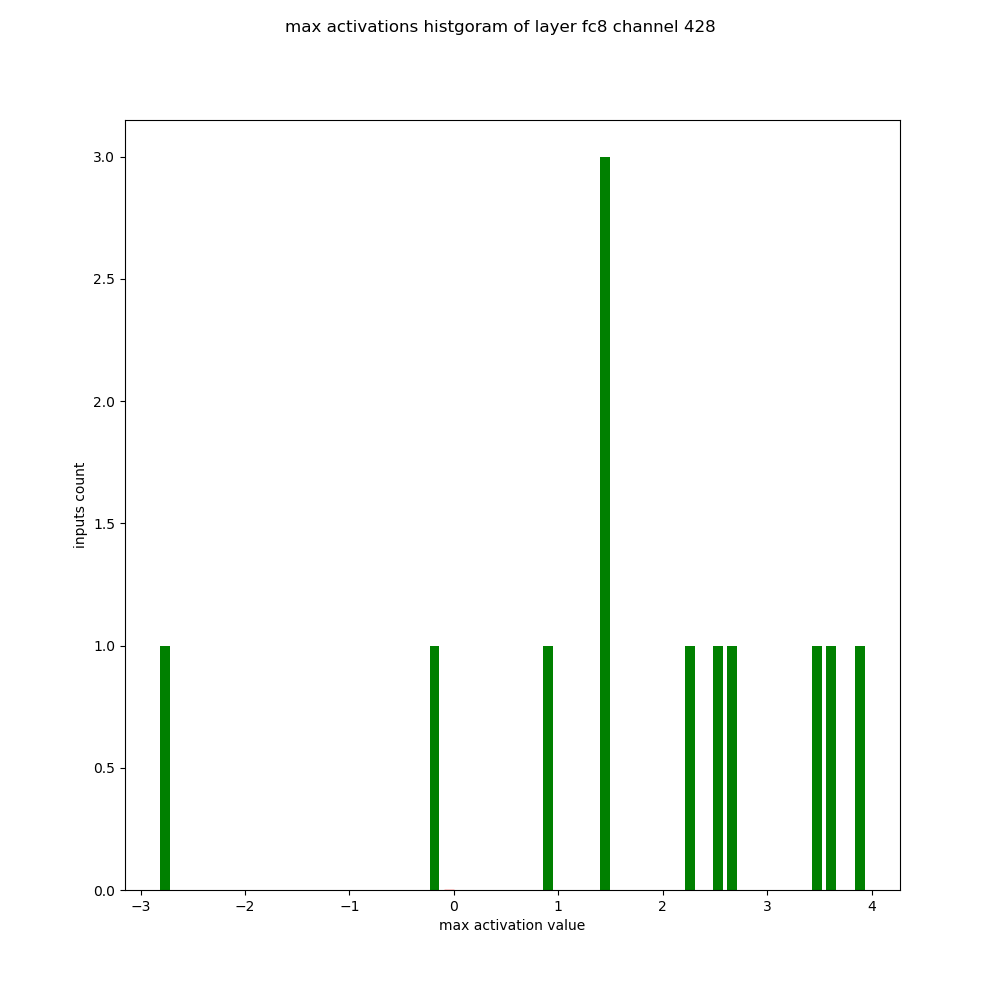 max activations histgoram of layer fc8 channel 428
3.0
2.5
2.0
1.5
1.0
0.5
0.0
inputs count
−3 −2 −1 0 1 2 3 4
max activation value